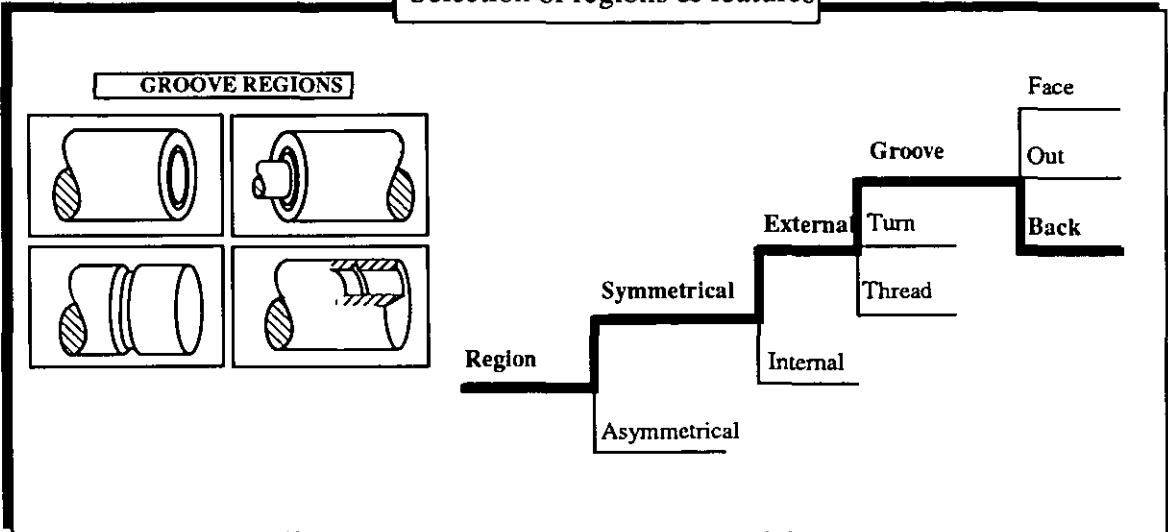 Selection of regions & features
GROOVE REGIONS
Face
Groove
Out
External
Turn
Back
Symmetrical
Thread
Region
Internal
Asymmetrical